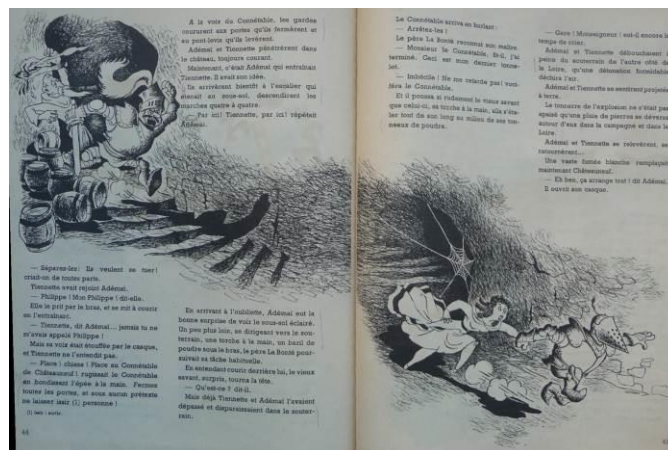 A la voix du Connétable, les gardes
coururent aux portes qu'ils fermèrent et
au pont-levis qu'ils levèrent.
Adémaï et Tiennette pénétrèrent dans
le château, toujours courant.
Maintenant, c'était Adémaï qui entraînait
Tiennette. Il avait son idée.
Ils arrivèrent bientôt à l'escalier qui
menait au sous-sol, descendirent les
marches quatre à quatre.
— Par ici! Tiennette, par ici! répétait
Adémaï.
— Séparez-les! Ils veulent se tuer!
criait-on de toutes parts.
Tiennette avait rejoint Adémaï.
— Philippe! Mon Philippe! dit-elle.
Elle le prit par le bras, et se mit à courir
en l'entraînant.
— Tiennette, dit Adémaï... jamais tu ne
m'avais appelé Philippe!
Mais sa voix était étouffée par le casque,
et Tiennette ne l'entendit pas.
— Place! chiens! Place au Connétable
de Châteauneuf! rugissait le Connétable
en bondissant l'épée à la main. Fermez
toutes les portes, et sous aucun prétexte
ne laisser issir (1) personne!
(1) Issir : sortir.
44
En arrivant à l'oubliette, Adémaï eut la
bonne surprise de voir le sous-sol éclairé.
Un peu plus loin, se dirigeant vers le sou-
terrain, une torche à la main, un baril de
poudre sous le bras, le père La Bonté pour-
suivait sa tâche habituelle.
En entendant courir derrière lui, le vieux
savant, surpris, tourna la tête.
— Qu'est-ce? dit-il.
Mais déjà Tiennette et Adémaï l'avaient
dépassé et disparaissaient dans le souter-
rain.
Le Connétable arriva en hurlant :
— Arrêtez-les!
Le père La Bonté reconnut son maître.
— Monsieur le Connétable, fit-il, j'ai
terminé. Ceci est mon dernier tonne-
let.
— Imbécile! Ne me retarde pas!
fère le Connétable.
Et il poussa si rudement le vieux savant
que celui-ci, sa torche à la main, alla s'éta-
ler tout de son long au milieu de ses ton-
neaux de poudre.
— Gare! Monseigneur! eut-il encore le
temps de crier.
Adémaï et Tiennette débouchaient à
peine du souterrain de l'autre côté de
la Loire, qu'une détonation formidable
déchira l'air.
Adémaï et Tiennette se sentirent projetés
à terre.
Le tonnerre de l'explosion ne s'était pas
apaisé qu'une pluie de pierres se déversa
autour d'eux dans la campagne et dans la
Loire.
Adémaï et Tiennette se relevèrent, se
retournèrent...
Une vaste fumée blanche remplaçait
maintenant Châteauneuf.
— Eh ben, ça arrange tout! dit Adémaï.
Il ouvrit son casque.